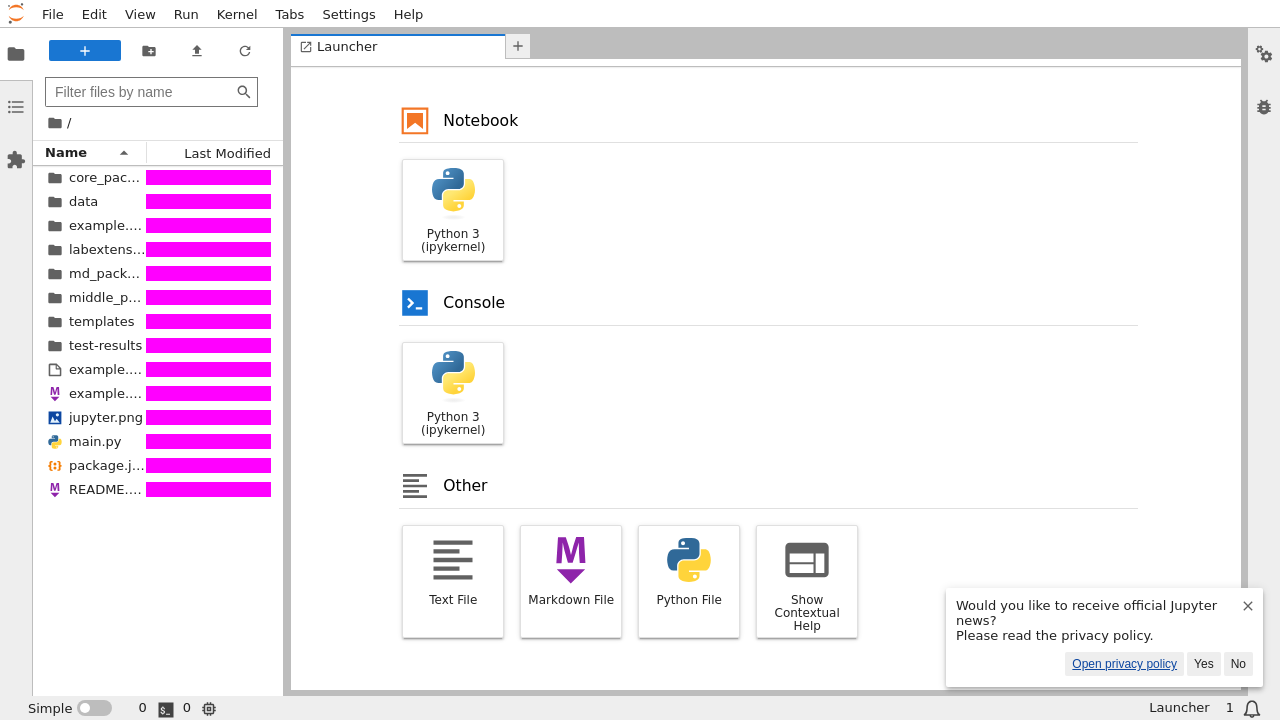 File Edit View Run Kernel Tabs Settings Help
Launcher
Filter files by name
/
Name
Last Modified
core_pac…
data
example.…
labextens…
md_pack…
middle_p…
templates
test-results
example.…
example.…
jupyter.png
main.py
package.j…
README.…
Notebook
Python 3
(ipykernel)
Console
Python 3
(ipykernel)
Other
Text File
Markdown File
Python File
Show
Contextual
Help
Would you like to receive official Jupyter
news?
Please read the privacy policy.
Open privacy policy Yes No
Simple 0 0 Launcher 1